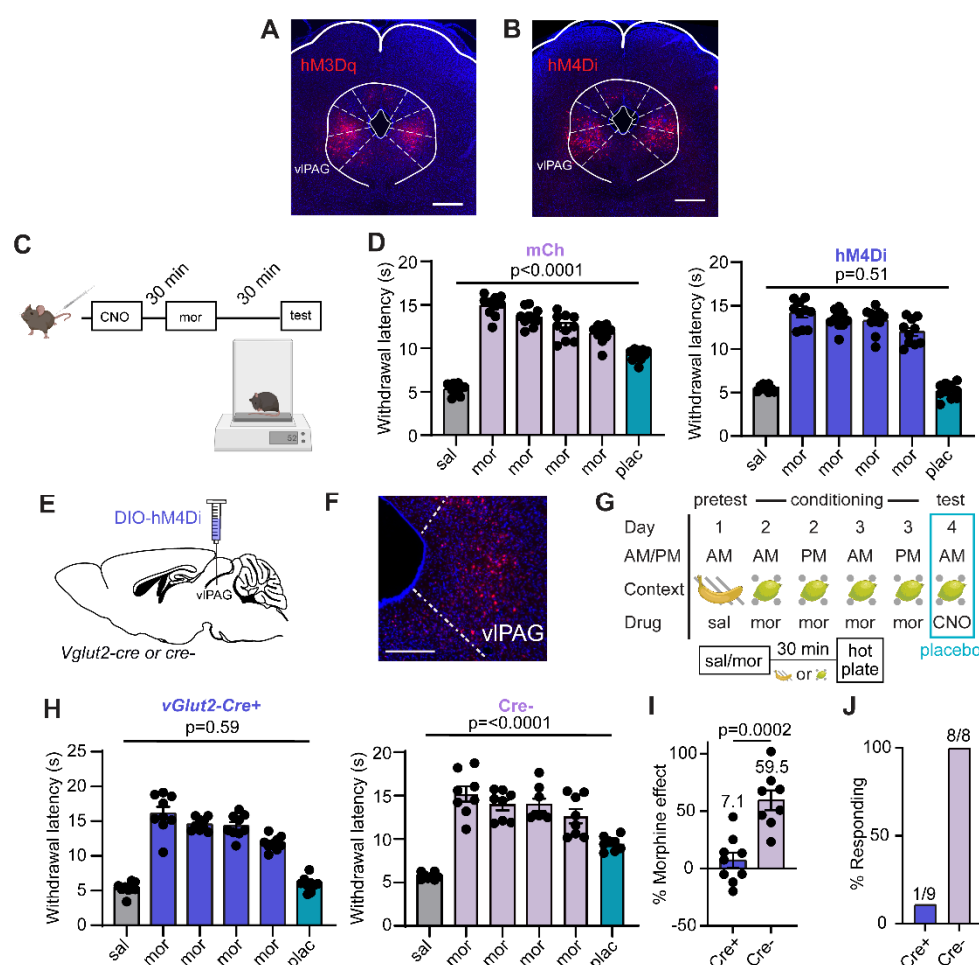 A
hM3Dq
vlPAG
B
hM4Di
vlPAG
C
30 min
30 min
CNO
mor
test
52
D
mCh
p<0.0001
Withdrawal latency (s)
20
15
10
5
0
sal
mor
mor
mor
mor
plac
hM4Di
p=0.51
Withdrawal latency (s)
20
15
10
5
0
sal
mor
mor
mor
mor
plac
E
DIO-hM4Di
vlPAG
Vglut2-cre or cre-
F
vlPAG
G
pretest conditioning test
Day 1 2 2 3 3 4
AM/PM AM AM PM AM PM AM
Context
Drug sal mor mor mor mor CNO
placebo
sal/mor 30 min hot plate
or
H
vGlut2-Cre+
p=0.59
Withdrawal latency (s)
25
20
15
10
5
0
sal
mor
mor
mor
mor
plac
Cre-
p=<0.0001
Withdrawal latency (s)
25
20
15
10
5
0
sal
mor
mor
mor
mor
plac
I
p=0.0002
% Morphine effect
100
50
0
-50
7.1
59.5
Cre+
Cre-
J
% Responding
100
50
0
1/9
8/8
Cre+
Cre-